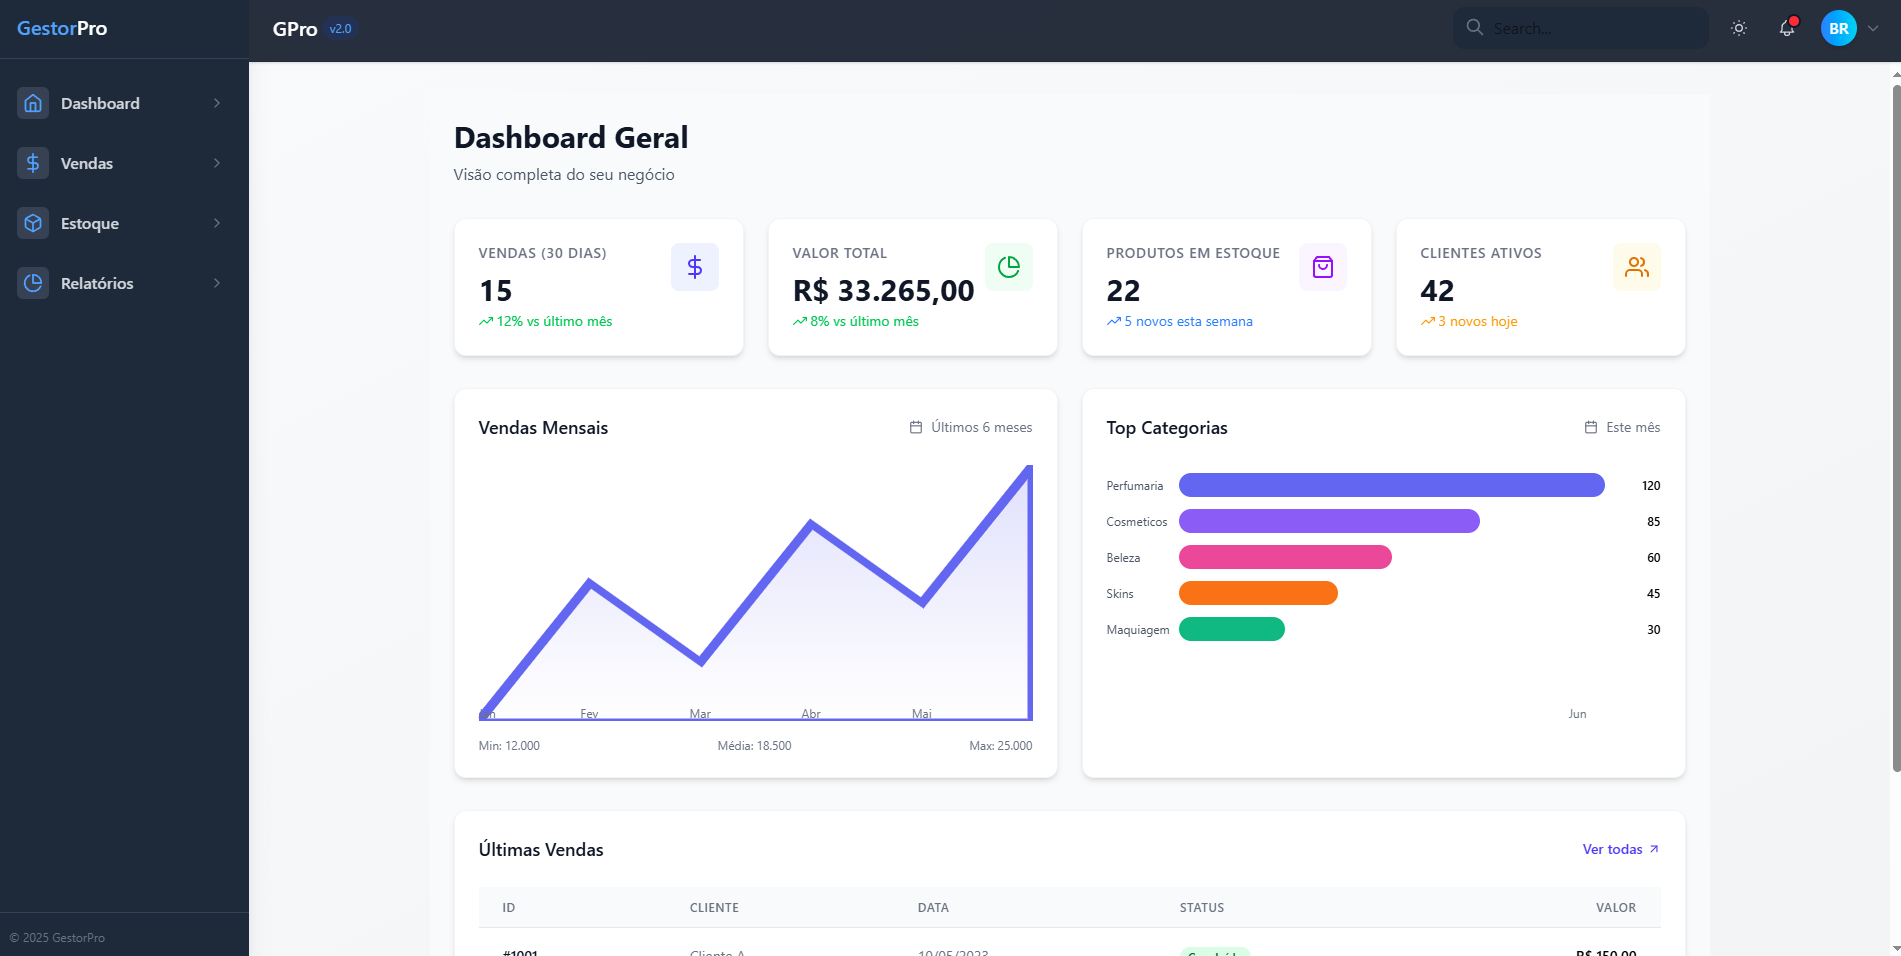 GestorPro
GPro v2.0
Search...
BR
Dashboard
Vendas
Estoque
Relatórios
© 2025 GestorPro
Dashboard Geral
Visão completa do seu negócio
VENDAS (30 DIAS)
15
12% vs último mês
VALOR TOTAL
R$ 33.265,00
8% vs último mês
PRODUTOS EM ESTOQUE
22
5 novos esta semana
CLIENTES ATIVOS
42
3 novos hoje
Vendas Mensais
Últimos 6 meses
Fev Mar Abr Mai
Min: 12.000 Média: 18.500 Max: 25.000
Top Categorias
Este mês
Perfumaria 120
Cosmeticos 85
Beleza 60
Skins 45
Maquiagem 30
Jun
Últimas Vendas
Ver todas
ID CLIENTE DATA STATUS VALOR
#1001 Cliente A 10/05/2023 R$ 150,00